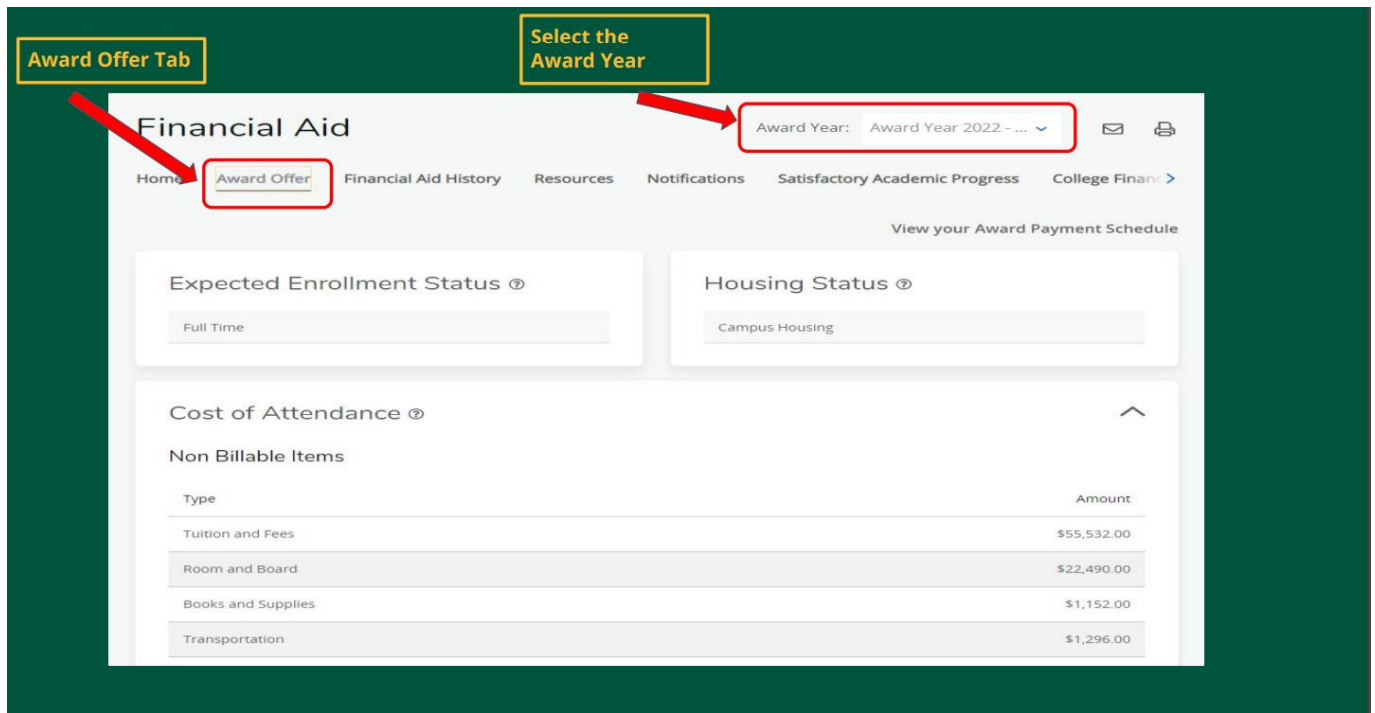 Select the
Award Year
Award Offer Tab
Financial Aid
Award Year: Award Year 2022 - ...
Home Award Offer Financial Aid History Resources Notifications Satisfactory Academic Progress College Finan
View your Award Payment Schedule
Expected Enrollment Status
Housing Status
Full Time
Campus Housing
Cost of Attendance
Non Billable Items
Type Amount
Tuition and Fees $55,532.00
Room and Board $22,490.00
Books and Supplies $1,152.00
Transportation $1,296.00